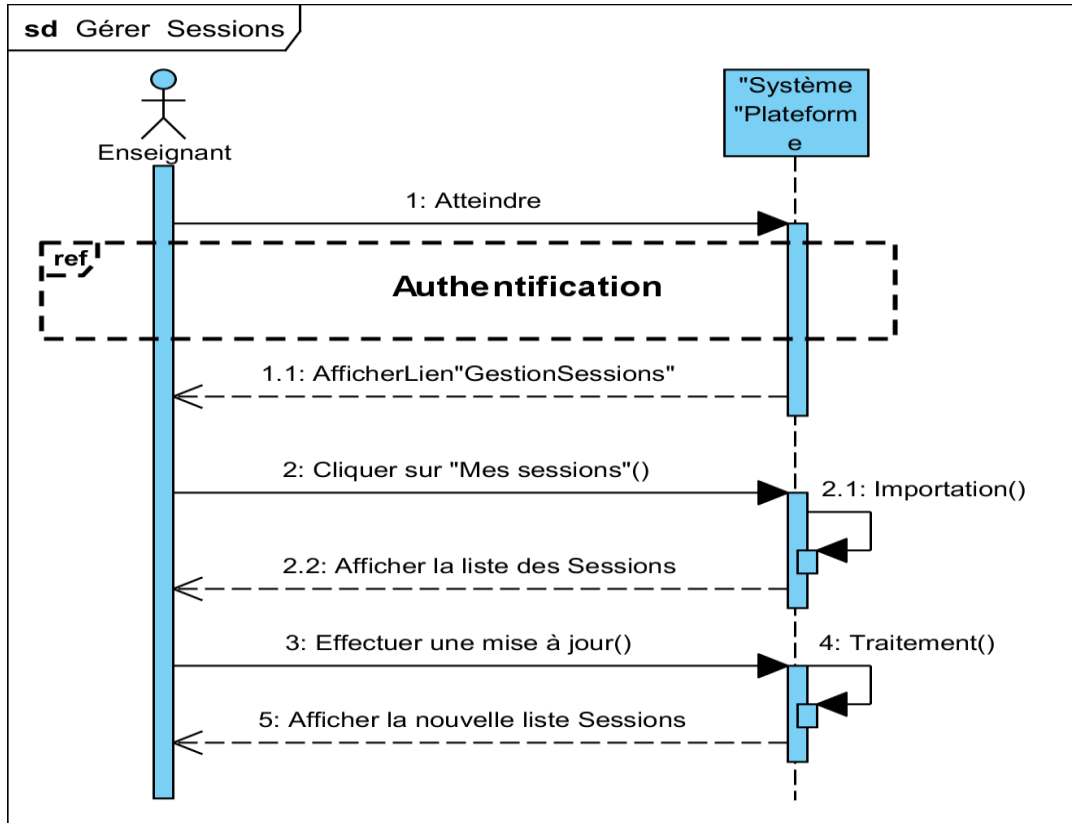 sd Gérer Sessions
Enseignant
"Système
"Plateform
e
1: Atteindre
ref
Authentification
1.1: AfficherLien"GestionSessions"
2: Cliquer sur "Mes sessions"()
2.1: Importation()
2.2: Afficher la liste des Sessions
3: Effectuer une mise à jour()
4: Traitement()
5: Afficher la nouvelle liste Sessions